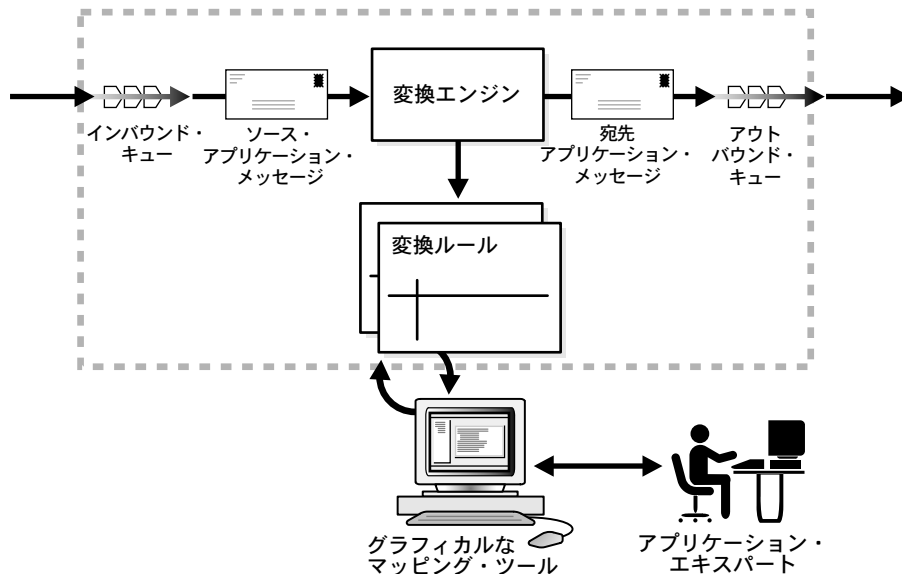 変換エンジン
インバウンド・
キュー
ソース・
アプリケーション・
メッセージ
宛先
アプリケーション・
メッセージ
アウト
バウンド・
キュー
変換ルール
グラフィカルな
マッピング・ツール
アプリケーション・
エキスパート